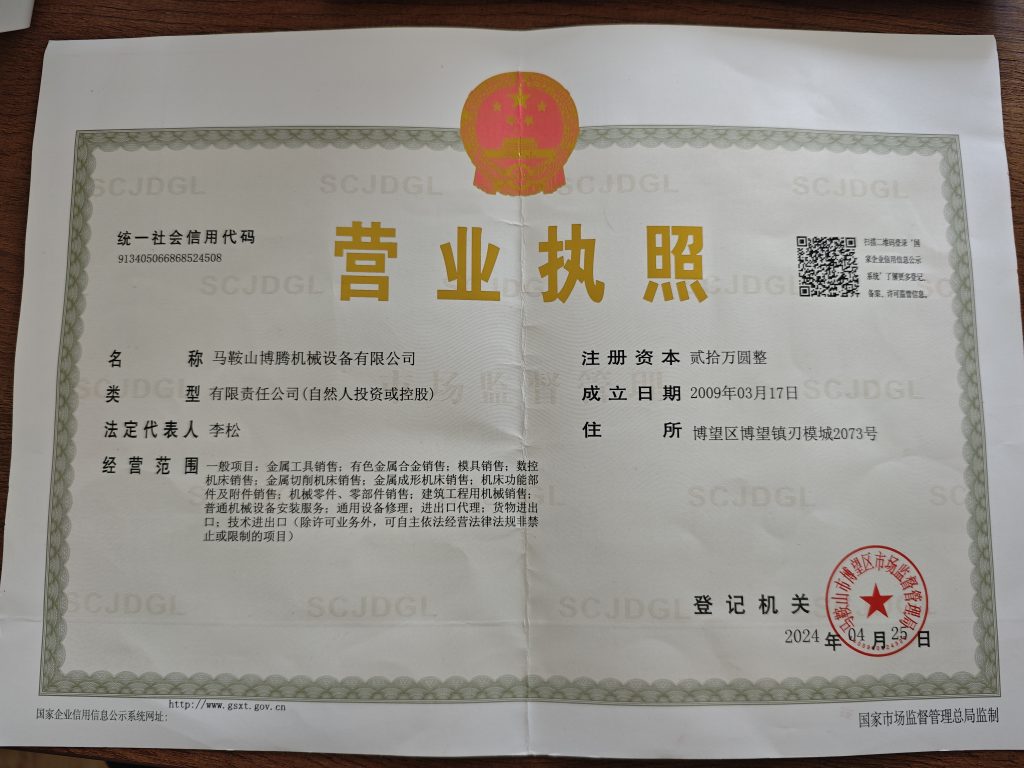 营业执照
统一社会信用代码
913405066868524508
扫描二维码登录“国
家企业信用信息公示
系统”了解更多登记、
备案、许可监管信息。
名称 马鞍山博腾机械设备有限公司
类型 有限责任公司(自然人投资或控股)
法定代表人 李松
经营范围 一般项目：金属工具销售；有色金属合金销售；模具销售；数控
机床销售；金属切削机床销售；金属成形机床销售；机床功能部
件及附件销售；机械零件、零部件销售；建筑工程用机械销售；
普通机械设备安装服务；通用设备修理；进出口代理；货物进出
口；技术进出口（除许可业务外，可自主依法经营法律法规非禁
止或限制的项目）
注册资本 贰拾万圆整
成立日期 2009年03月17日
住所 博望区博望镇刃模城2073号
登记机关
马鞍山市博望区市场监督管理局
2024年04月25日
http://www.gsxt.gov.cn
国家企业信用信息公示系统网址:
国家市场监督管理总局监制
SCJDGL